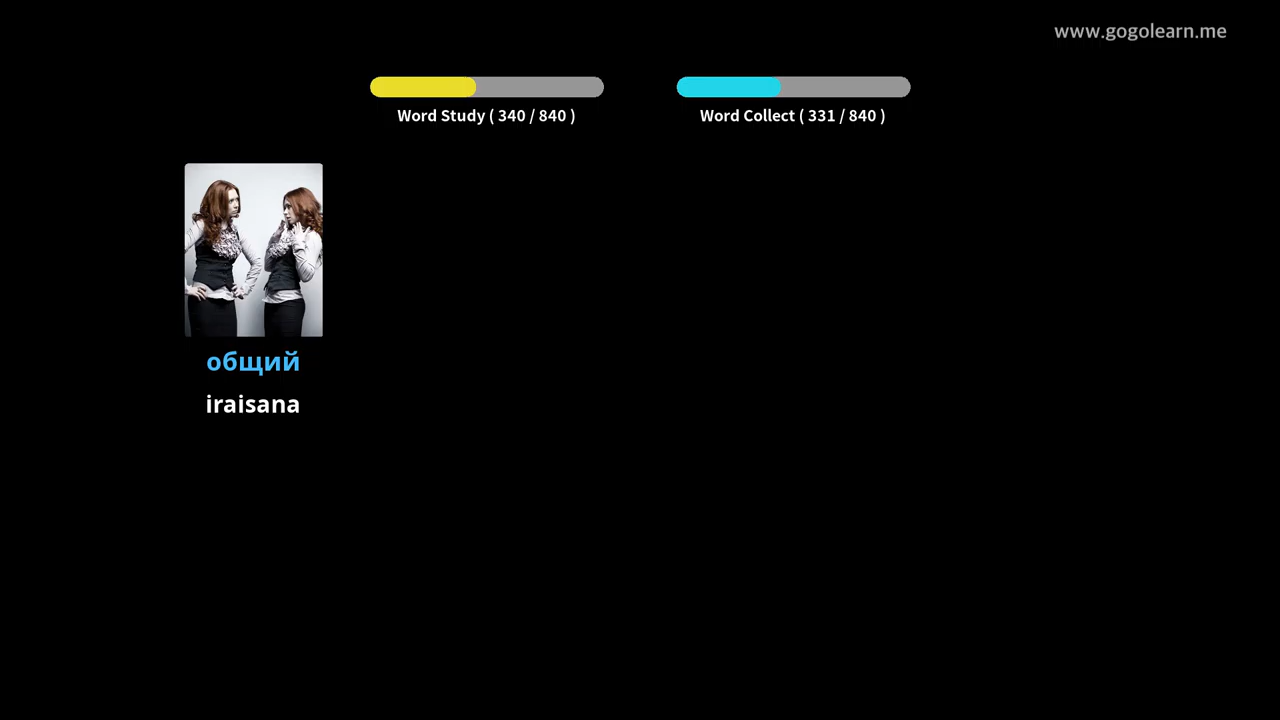 www.gogolearn.me
Word Study ( 340 / 840 )
Word Collect ( 331 / 840 )
общий
iraisana